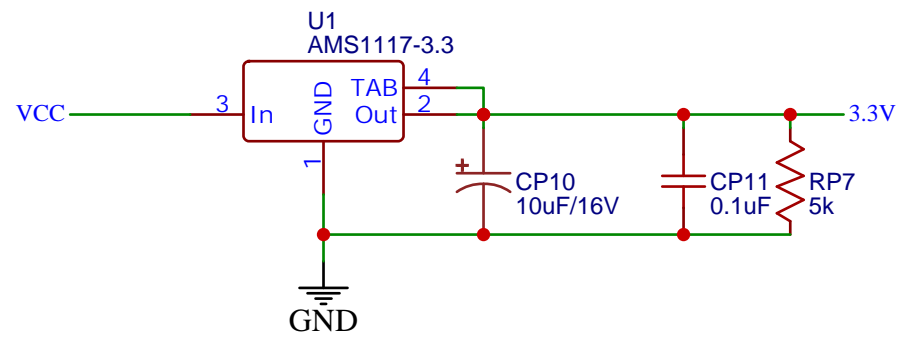 U1
AMS1117-3.3
VCC
3
In
GND
1
TAB
4
Out
2
3.3V
+
CP10
10uF/16V
CP11
0.1uF
RP7
5k
GND